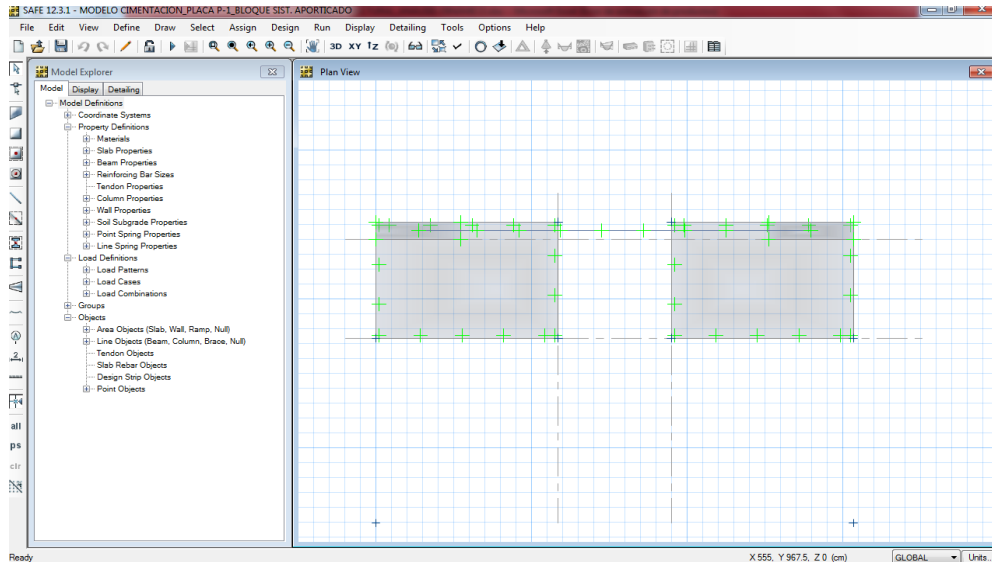 SAFE 12.3.1 - MODELO CIMENTACION_PLACA P-1_BLOQUE SIST. APORTICADO
File Edit View Define Draw Select Assign Design Run Display Detailing Tools Options Help
3D XY
Model Explorer
Model Display Detailing
Model Definitions
Coordinate Systems
Property Definitions
Materials
Slab Properties
Beam Properties
Reinforcing Bar Sizes
Tendon Properties
Column Properties
Wall Properties
Soil Subgrade Properties
Point Spring Properties
Line Spring Properties
Load Definitions
Load Patterns
Load Cases
Load Combinations
Groups
Objects
Area Objects (Slab, Wall, Ramp, Null)
Line Objects (Beam, Column, Brace, Null)
Tendon Objects
Slab Rebar Objects
Design Strip Objects
Point Objects
all
ps
clr
Plan View
Ready
X 555, Y 967.5, Z 0 (cm)
GLOBAL
Units...